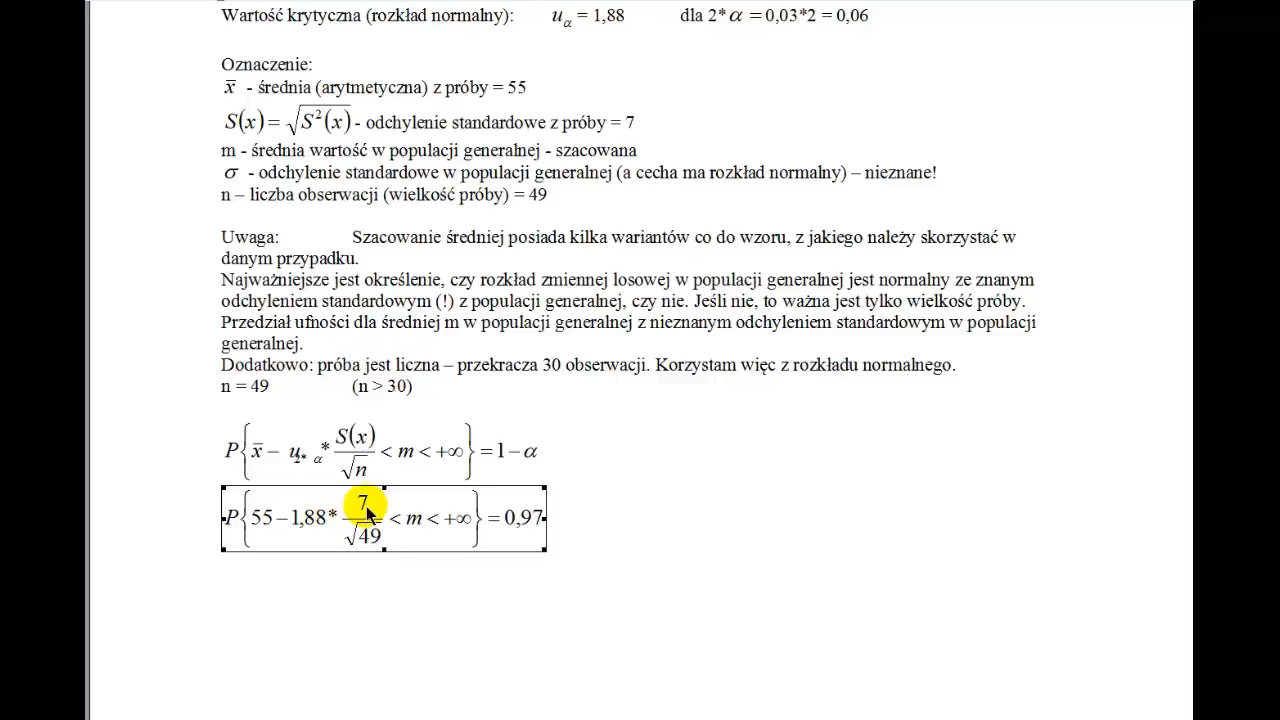 Wartość krytyczna (rozkład normalny): u α = 1,88 dla 2* α = 0,03*2 = 0,06
Oznaczenie:
x̅ - średnia (arytmetyczna) z próby = 55
S(x) = √S²(x) - odchylenie standardowe z próby = 7
m - średnia wartość w populacji generalnej - szacowana
σ - odchylenie standardowe w populacji generalnej (a cecha ma rozkład normalny) – nieznane!
n – liczba obserwacji (wielkość próby) = 49
Uwaga: Szacowanie średniej posiada kilka wariantów co do wzoru, z jakiego należy skorzystać w
danym przypadku.
Najważniejsze jest określenie, czy rozkład zmiennej losowej w populacji generalnej jest normalny ze znanym
odchyleniem standardowym (!) z populacji generalnej, czy nie. Jeśli nie, to ważna jest tylko wielkość próby.
Przedział ufności dla średniej m w populacji generalnej z nieznanym odchyleniem standardowym w populacji
generalnej.
Dodatkowo: próba jest liczna – przekracza 30 obserwacji. Korzystam więc z rozkładu normalnego.
n = 49 (n > 30)
P{x̅ − u 2* α * S(x)/√n < m < +∞} = 1 − α
P{55 − 1,88* 7/√49 < m < +∞} = 0,97